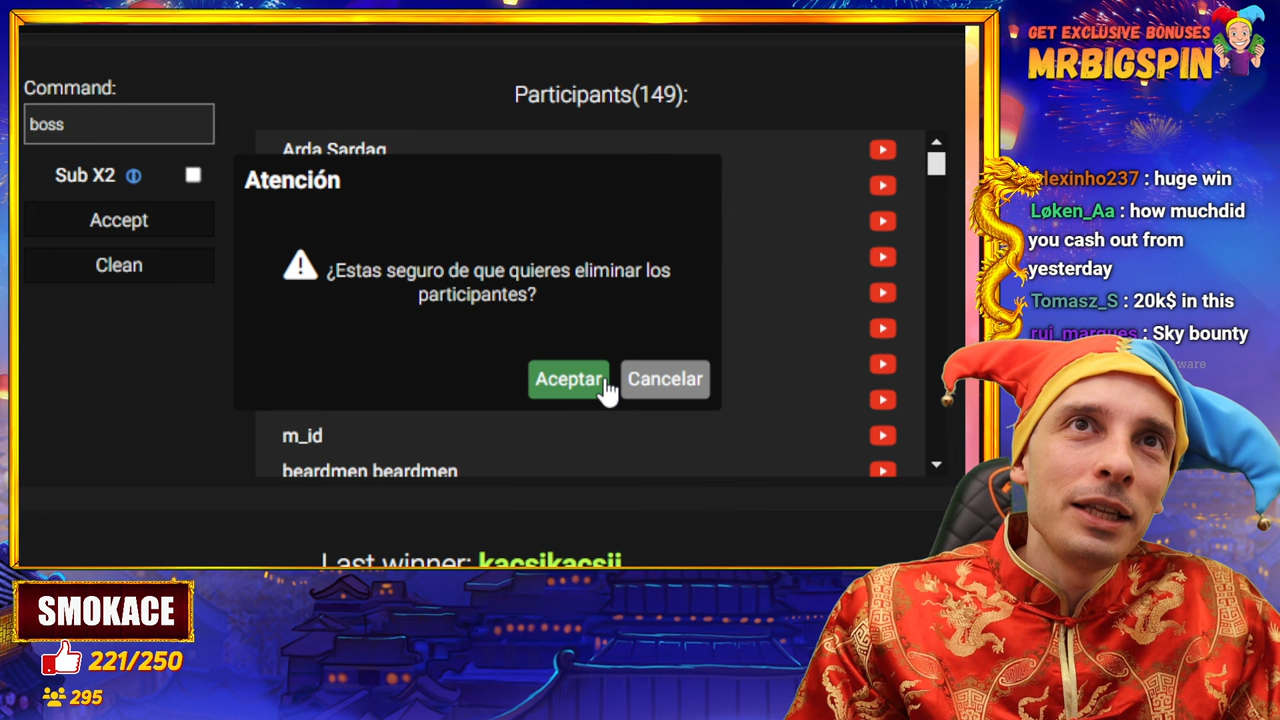 Command:
boss
Sub X2
Accept
Clean
Participants(149):
Arda Sardag
Atención
¿Estas seguro de que quieres eliminar los
participantes?
Aceptar
Cancelar
m_id
beardmen beardmen
Last winner: kacsikacsii
GET EXCLUSIVE BONUSES
MRBIGSPIN
alexinho237 : huge win
Løken_Aa : how muchdid
you cash out from
yesterday
Tomasz_S : 20k$ in this
rui_marques : Sky bounty
ware
SMOKACE
221/250
295